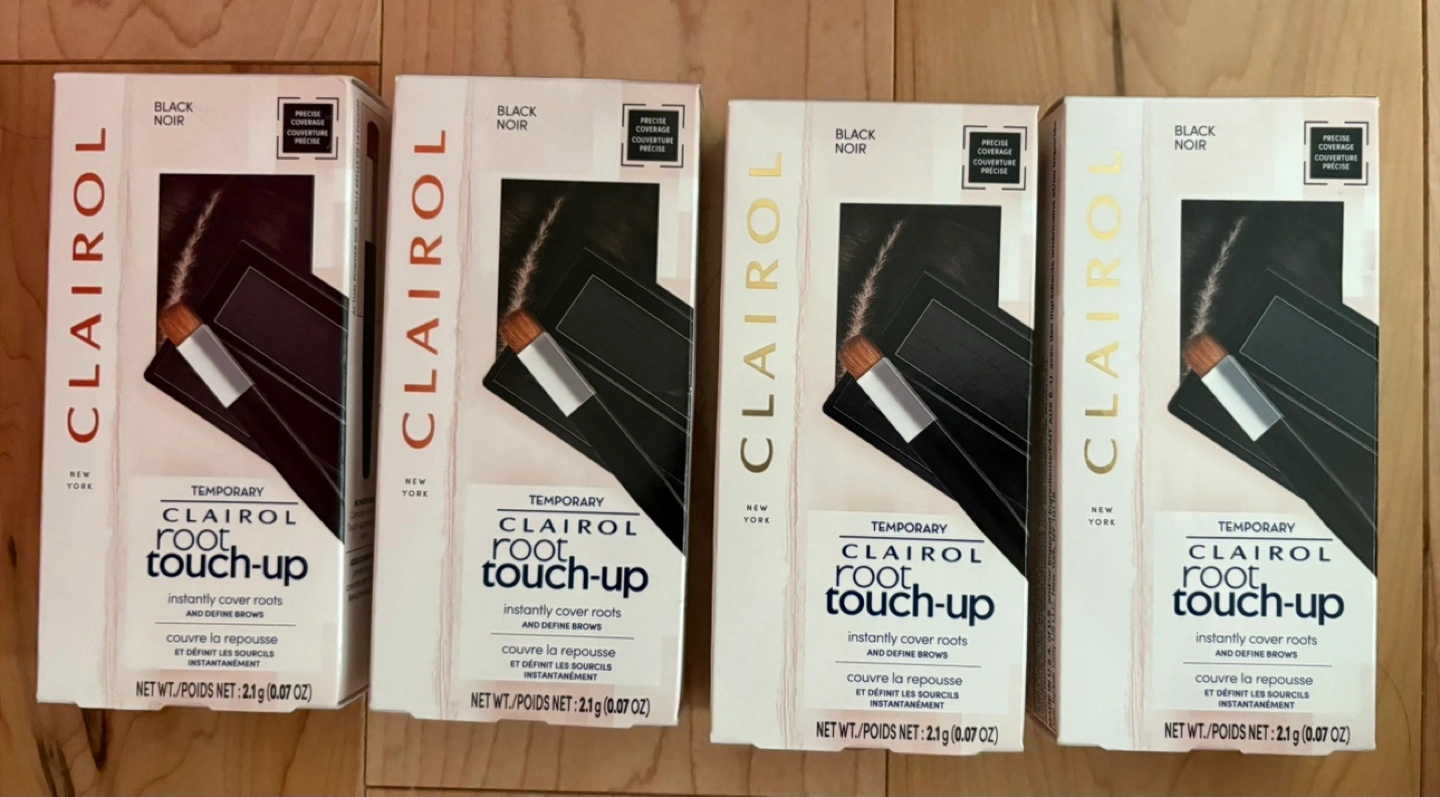 BLACK
NOIR
PRECISE
COVERAGE
COUVERTURE
PRÉCISE
CLAIROL
NEW
YORK
TEMPORARY
CLAIROL
root
touch-up
instantly cover roots
AND DEFINE BROWS
couvre la repousse
ET DÉFINIT LES SOURCILS
INSTANTANÉMENT
NET WT./POIDS NET : 2.1 g (0.07 OZ)
BLACK
NOIR
PRECISE
COVERAGE
COUVERTURE
PRÉCISE
CLAIROL
NEW
YORK
TEMPORARY
CLAIROL
root
touch-up
instantly cover roots
AND DEFINE BROWS
couvre la repousse
ET DÉFINIT LES SOURCILS
INSTANTANÉMENT
NET WT./POIDS NET : 2.1 g (0.07 OZ)
BLACK
NOIR
PRECISE
COVERAGE
COUVERTURE
PRÉCISE
CLAIROL
NEW
YORK
TEMPORARY
CLAIROL
root
touch-up
instantly cover roots
AND DEFINE BROWS
couvre la repousse
ET DÉFINIT LES SOURCILS
INSTANTANÉMENT
NET WT./POIDS NET : 2.1 g (0.07 OZ)
BLACK
NOIR
PRECISE
COVERAGE
COUVERTURE
PRÉCISE
CLAIROL
NEW
YORK
TEMPORARY
CLAIROL
root
touch-up
instantly cover roots
AND DEFINE BROWS
couvre la repousse
ET DÉFINIT LES SOURCILS
INSTANTANÉMENT
NET WT./POIDS NET : 2.1 g (0.07 OZ)